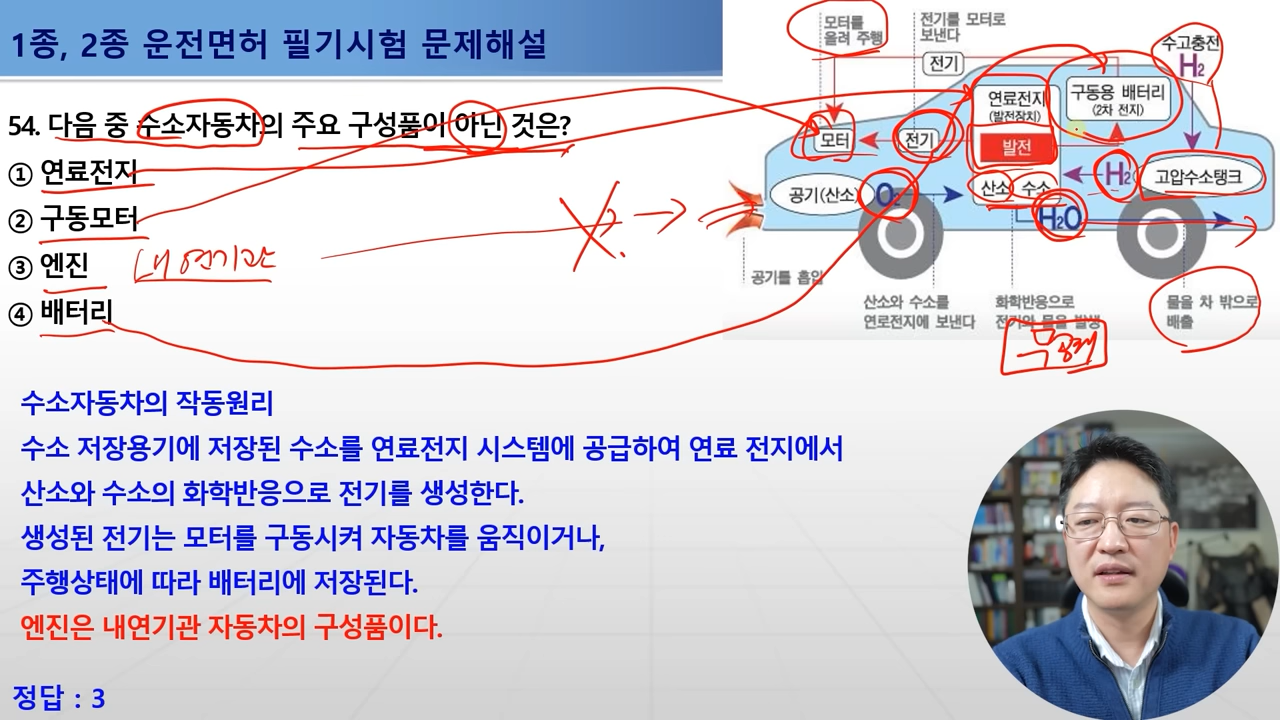 1종, 2종 운전면허 필기시험 문제해설
54. 다음 중 수소자동차의 주요 구성품이 아닌 것은?
① 연료전지
② 구동모터
③ 엔진
내연기관
④ 배터리
모터를
올려 주행
전기를 모터로
보낸다
전기
수고충전
H2
연료전지
(발전장치)
발전
구동용 배터리
(2차 전지)
모터
전기
H2
고압수소탱크
공기(산소)
O2
산소
수소
H2O
공기를 흡입
산소와 수소를
연료전지에 보낸다
화학반응으로
전기와 물을 발생
물을 차 밖으로
배출
수소자동차의 작동원리
수소 저장용기에 저장된 수소를 연료전지 시스템에 공급하여 연료 전지에서
산소와 수소의 화학반응으로 전기를 생성한다.
생성된 전기는 모터를 구동시켜 자동차를 움직이거나,
주행상태에 따라 배터리에 저장된다.
엔진은 내연기관 자동차의 구성품이다.
정답 : 3